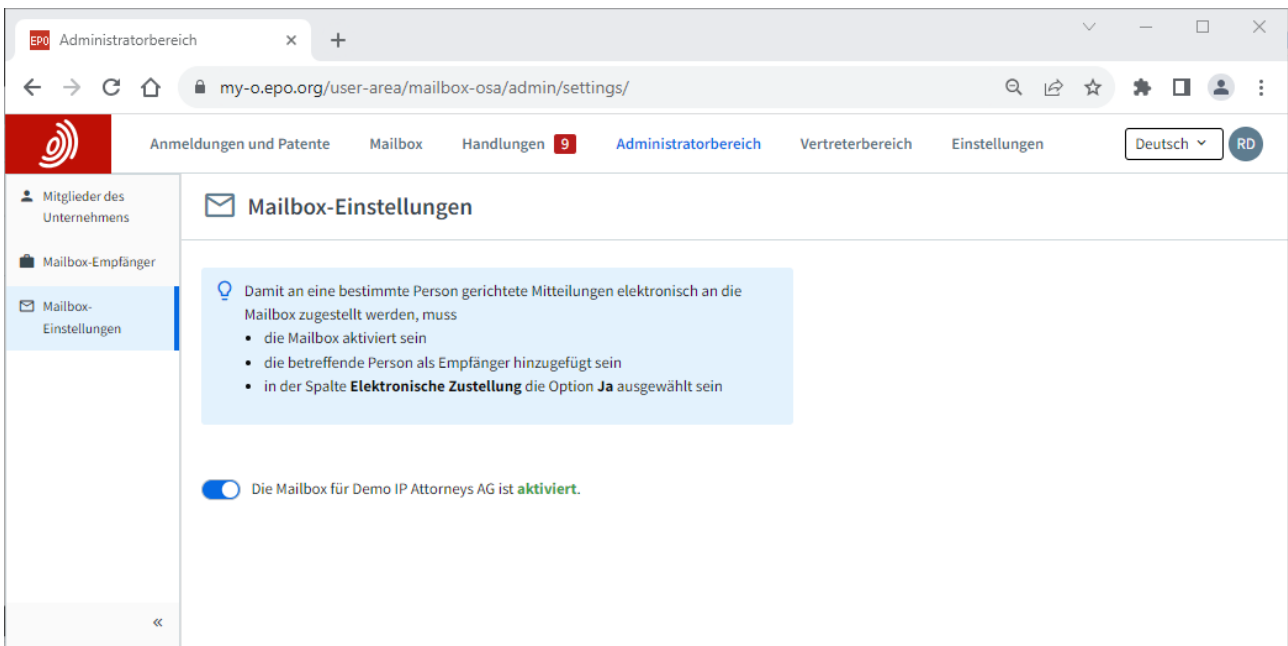 EPO Administratorbereich
my-o.epo.org/user-area/mailbox-osa/admin/settings/
Anmeldungen und Patente Mailbox Handlungen 9 Administratorbereich Vertreterbereich Einstellungen Deutsch RD
Mitglieder des
Unternehmens
Mailbox-Empfänger
Mailbox-
Einstellungen
Mailbox-Einstellungen
Damit an eine bestimmte Person gerichtete Mitteilungen elektronisch an die
Mailbox zugestellt werden, muss
• die Mailbox aktiviert sein
• die betreffende Person als Empfänger hinzugefügt sein
• in der Spalte Elektronische Zustellung die Option Ja ausgewählt sein
Die Mailbox für Demo IP Attorneys AG ist aktiviert.